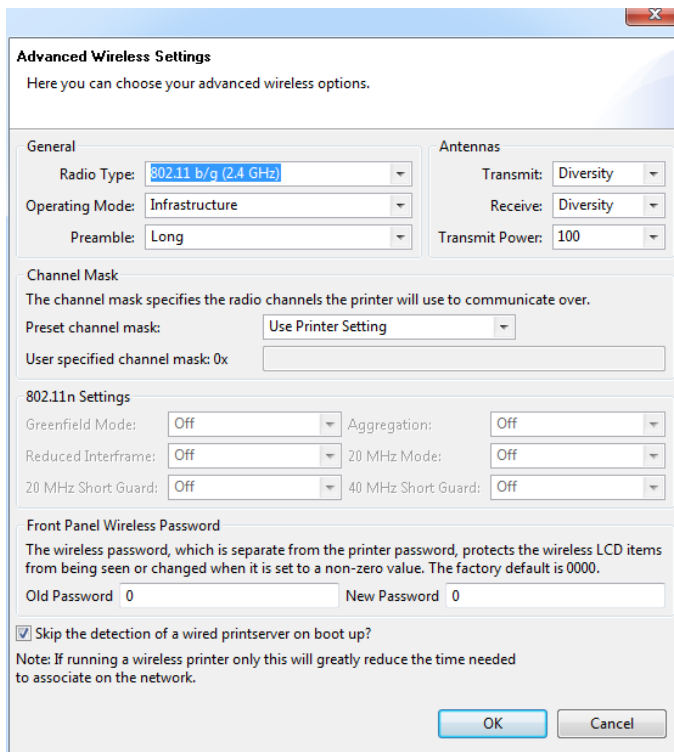 Advanced Wireless Settings
Here you can choose your advanced wireless options.
General
Radio Type: 802.11 b/g (2.4 GHz)
Operating Mode: Infrastructure
Preamble: Long
Antennas
Transmit: Diversity
Receive: Diversity
Transmit Power: 100
Channel Mask
The channel mask specifies the radio channels the printer will use to communicate over.
Preset channel mask: Use Printer Setting
User specified channel mask: 0x
802.11n Settings
Greenfield Mode: Off Aggregation: Off
Reduced Interframe: Off 20 MHz Mode: Off
20 MHz Short Guard: Off 40 MHz Short Guard: Off
Front Panel Wireless Password
The wireless password, which is separate from the printer password, protects the wireless LCD items
from being seen or changed when it is set to a non-zero value. The factory default is 0000.
Old Password 0 New Password 0
Skip the detection of a wired printserver on boot up?
Note: If running a wireless printer only this will greatly reduce the time needed
to associate on the network.
OK Cancel